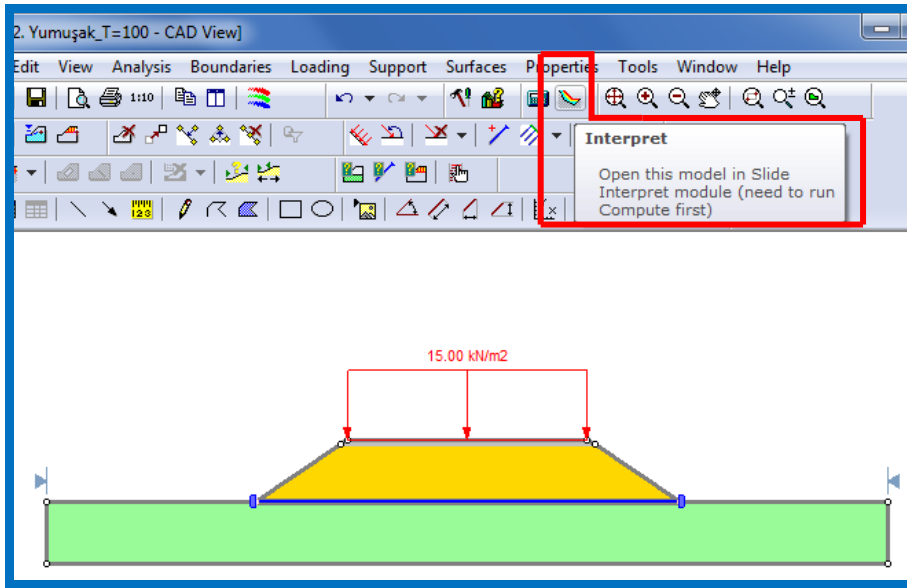 2. Yumuşak_T=100 - CAD View]
Edit View Analysis Boundaries Loading Support Surfaces Properties Tools Window Help
1:10
Interpret
Open this model in Slide
Interpret module (need to run
Compute first)
123
15.00 kN/m2